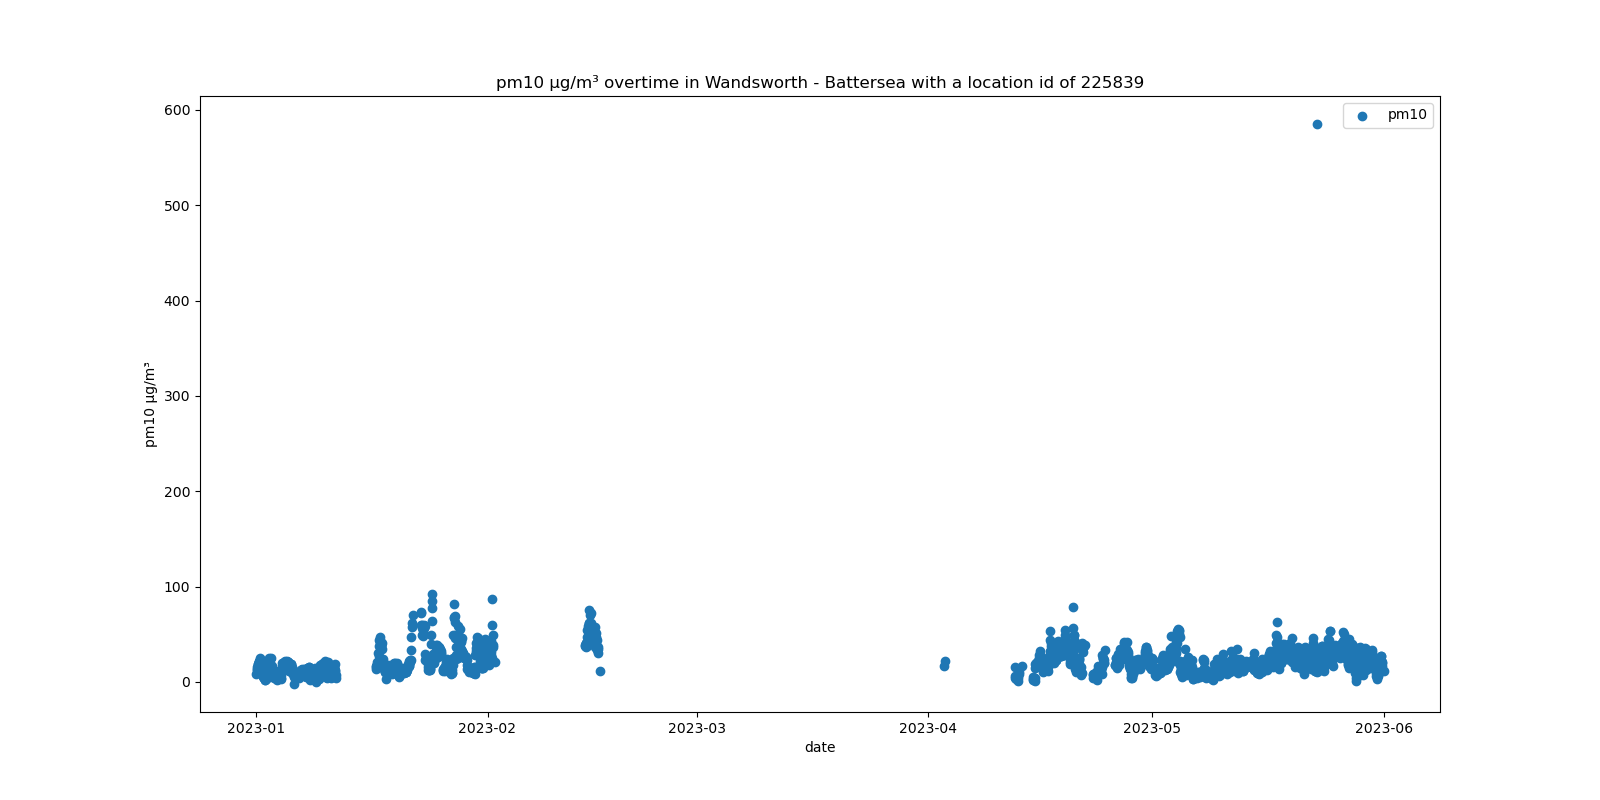 pm10 µg/m³ overtime in Wandsworth - Battersea with a location id of 225839
pm10
600
500
400
300
200
100
0
pm10 µg/m³
2023-01 2023-02 2023-03 2023-04 2023-05 2023-06
date